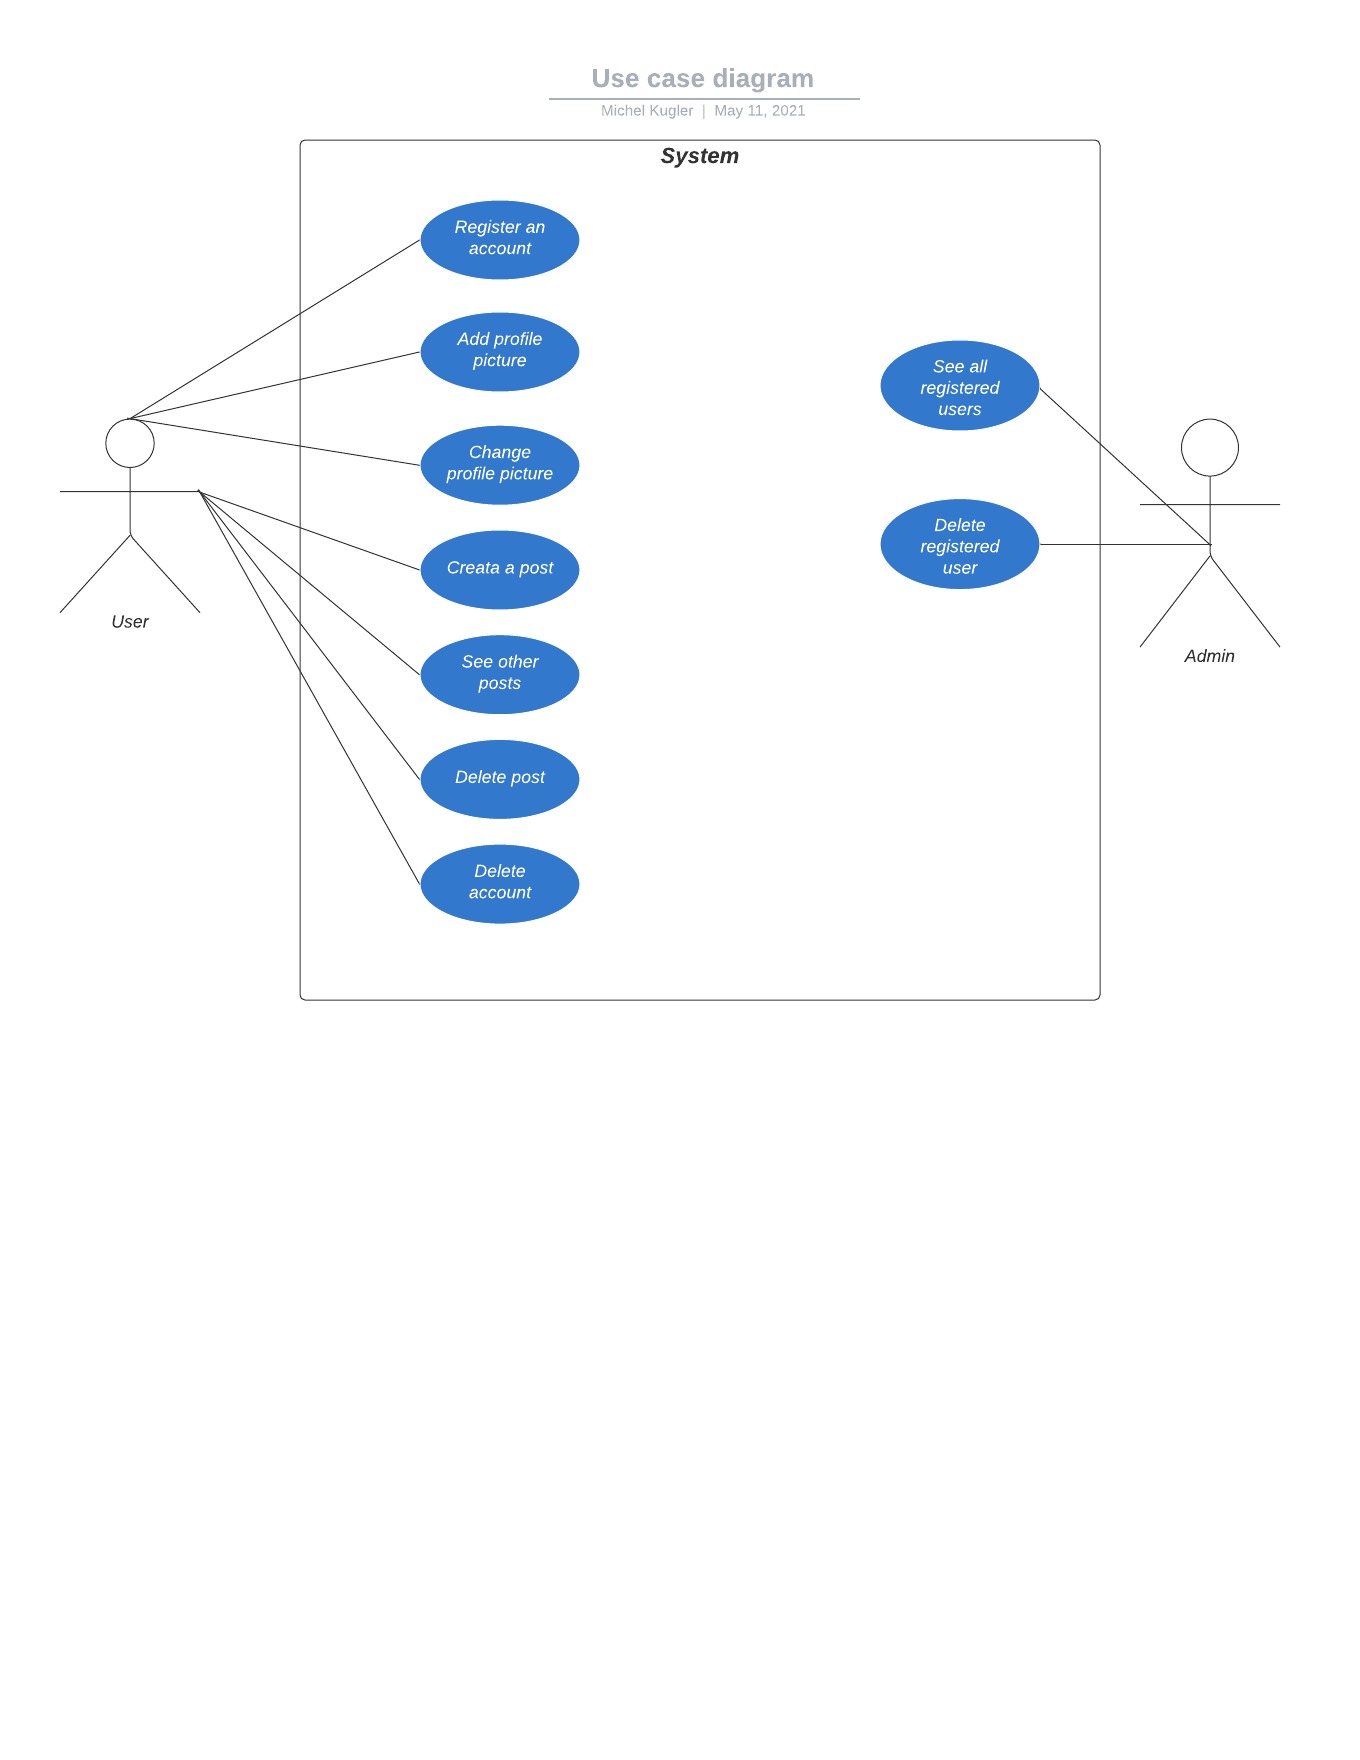 Use case diagram
Michel Kugler | May 11, 2021
System
Register an
account
Add profile
picture
Change
profile picture
Creata a post
See other
posts
Delete post
Delete
account
See all
registered
users
Delete
registered
user
User
Admin